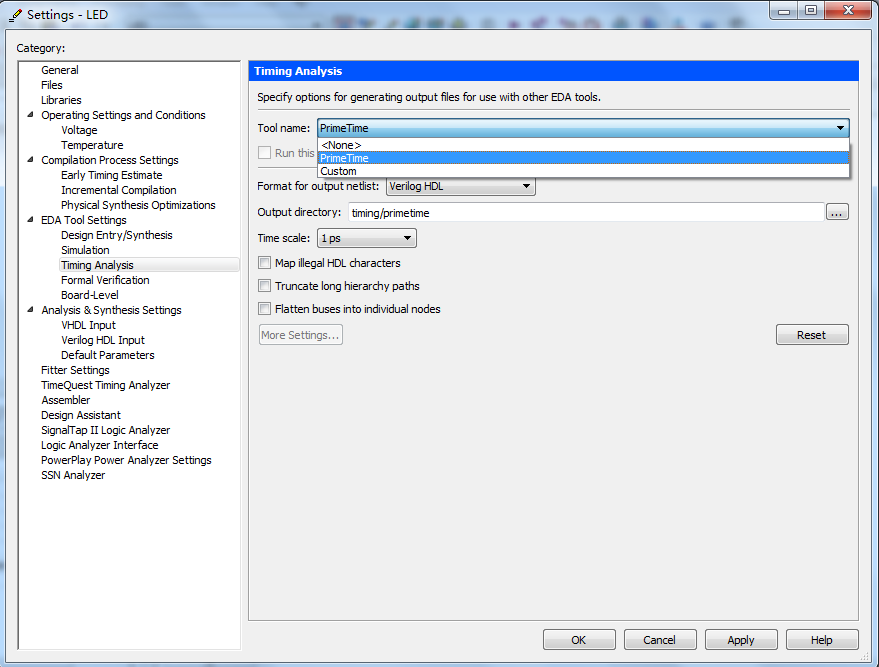 Settings - LED
Category:
General
Files
Libraries
Operating Settings and Conditions
Voltage
Temperature
Compilation Process Settings
Early Timing Estimate
Incremental Compilation
Physical Synthesis Optimizations
EDA Tool Settings
Design Entry/Synthesis
Simulation
Timing Analysis
Formal Verification
Board-Level
Analysis & Synthesis Settings
VHDL Input
Verilog HDL Input
Default Parameters
Fitter Settings
TimeQuest Timing Analyzer
Assembler
Design Assistant
SignalTap II Logic Analyzer
Logic Analyzer Interface
PowerPlay Power Analyzer Settings
SSN Analyzer
Timing Analysis
Specify options for generating output files for use with other EDA tools.
Tool name: PrimeTime
<None>
PrimeTime
Custom
Run this
Format for output netlist: Verilog HDL
Output directory: timing/primetime ...
Time scale: 1 ps
Map illegal HDL characters
Truncate long hierarchy paths
Flatten buses into individual nodes
More Settings... Reset
OK Cancel Apply Help